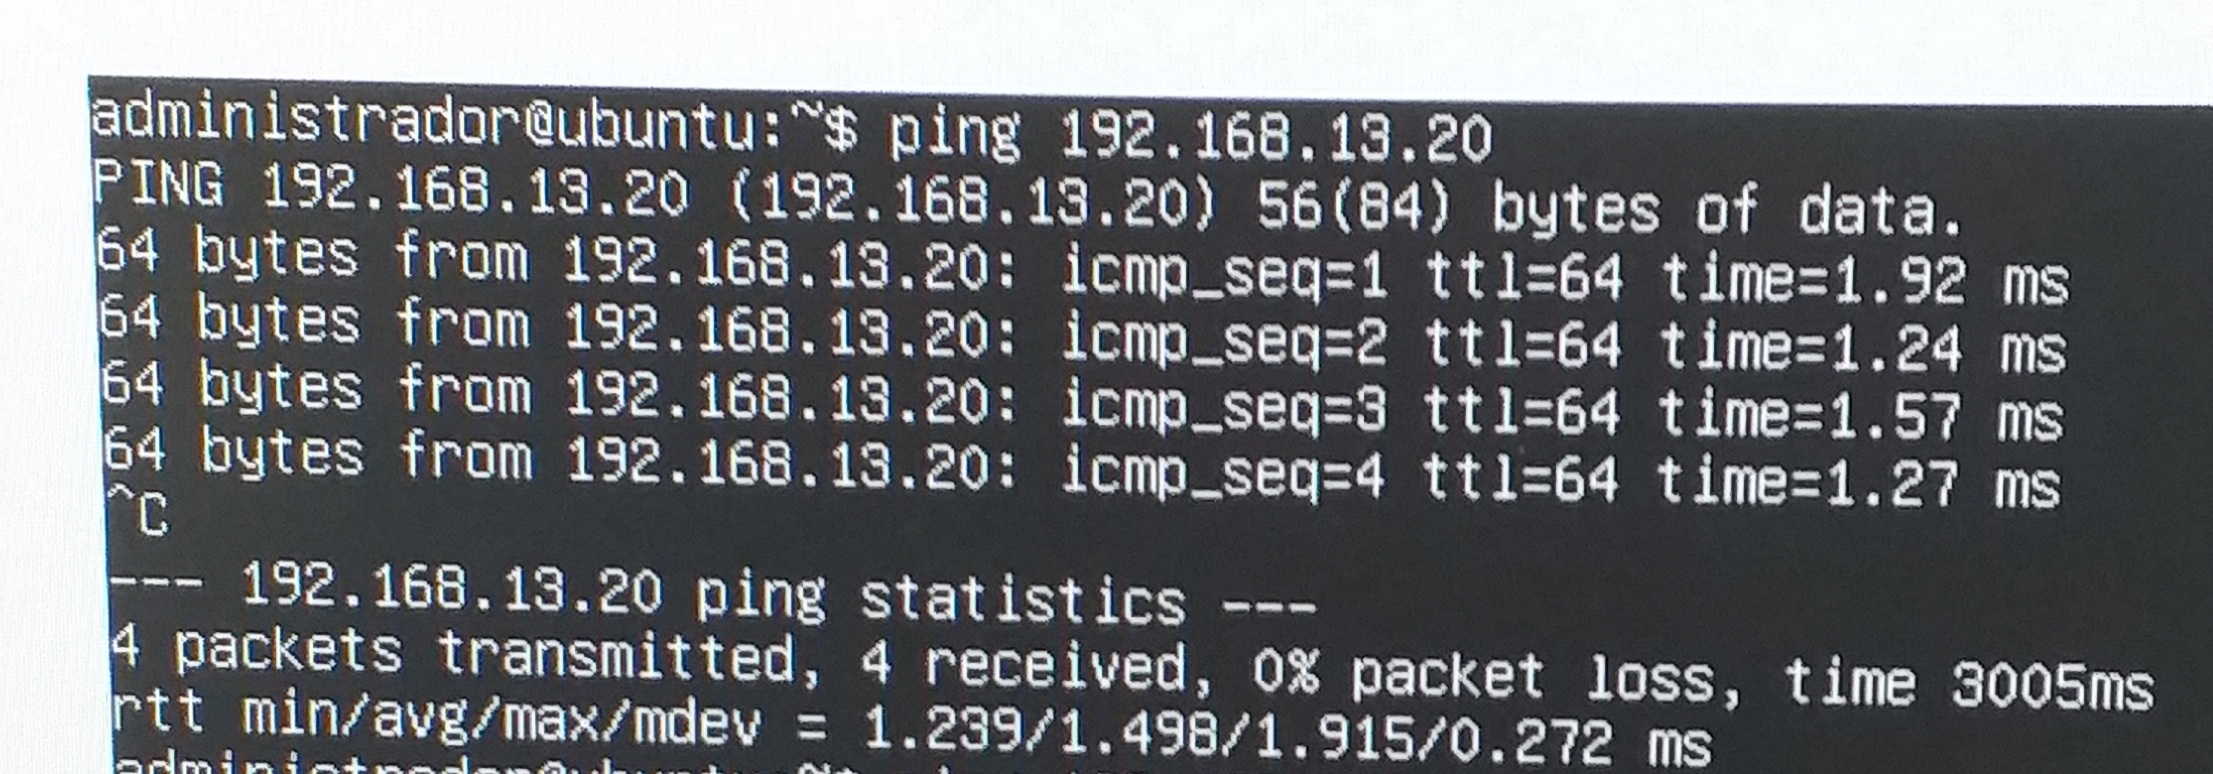 administrador@ubuntu:~$ ping 192.168.13.20
PING 192.168.13.20 (192.168.13.20) 56(84) bytes of data.
64 bytes from 192.168.13.20: icmp_seq=1 ttl=64 time=1.92 ms
64 bytes from 192.168.13.20: icmp_seq=2 ttl=64 time=1.24 ms
64 bytes from 192.168.13.20: icmp_seq=3 ttl=64 time=1.57 ms
64 bytes from 192.168.13.20: icmp_seq=4 ttl=64 time=1.27 ms
^C
--- 192.168.13.20 ping statistics ---
4 packets transmitted, 4 received, 0% packet loss, time 3005ms
rtt min/avg/max/mdev = 1.239/1.498/1.915/0.272 ms
administrador@ubuntu:~$